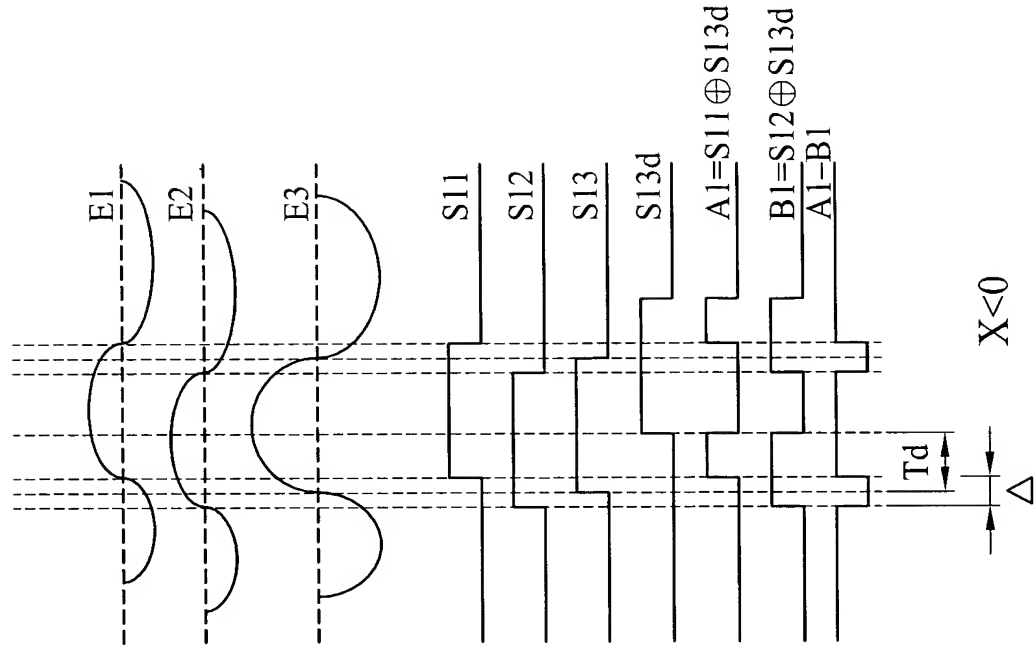 E1
E2
E3
S11
S12
S13
S13d
A1=S11⊕S13d
B1=S12⊕S13d
A1–B1
Td
Δ
X<0